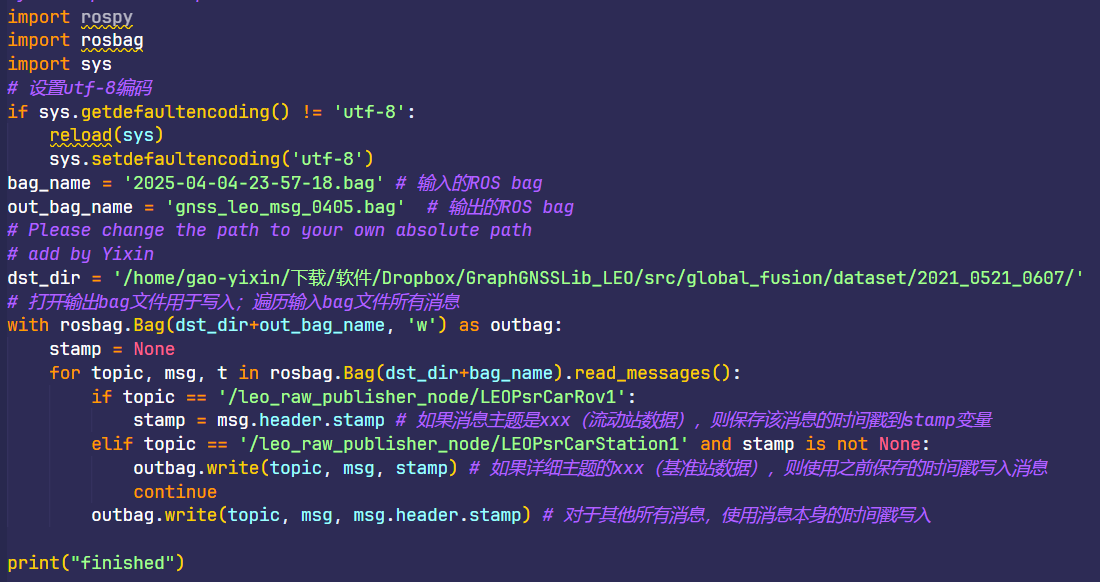 import rospy
import rosbag
import sys
# 设置utf-8编码
if sys.getdefaultencoding() != 'utf-8':
    reload(sys)
    sys.setdefaultencoding('utf-8')
bag_name = '2025-04-04-23-57-18.bag' # 输入的ROS bag
out_bag_name = 'gnss_leo_msg_0405.bag'  # 输出的ROS bag
# Please change the path to your own absolute path
# add by Yixin
dst_dir = '/home/gao-yixin/下载/软件/Dropbox/GraphGNSSLib_LEO/src/global_fusion/dataset/2021_0521_0607/'
# 打开输出bag文件用于写入；遍历输入bag文件所有消息
with rosbag.Bag(dst_dir+out_bag_name, 'w') as outbag:
    stamp = None
    for topic, msg, t in rosbag.Bag(dst_dir+bag_name).read_messages():
        if topic == '/leo_raw_publisher_node/LEOPsrCarRov1':
            stamp = msg.header.stamp # 如果消息主题是xxx（流动站数据），则保存该消息的时间戳到stamp变量
        elif topic == '/leo_raw_publisher_node/LEOPsrCarStation1' and stamp is not None:
            outbag.write(topic, msg, stamp) # 如果详细主题的xxx（基准站数据），则使用之前保存的时间戳写入消息
            continue
        outbag.write(topic, msg, msg.header.stamp) # 对于其他所有消息，使用消息本身的时间戳写入
print("finished")